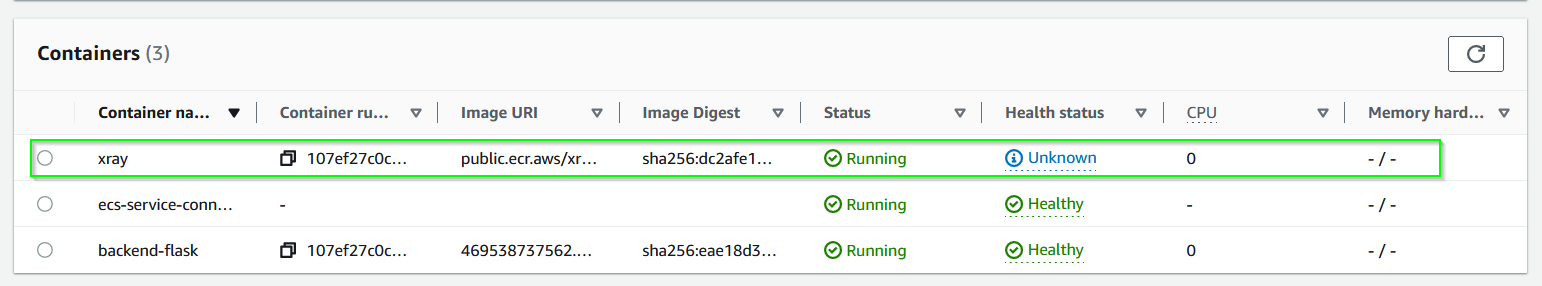 Containers (3)
Container na... Container ru... Image URI Image Digest Status Health status CPU Memory hard...
xray 107ef27c0c... public.ecr.aws/xr... sha256:dc2afe1... Running Unknown 0 - / -
ecs-service-conn... - Running Healthy - - / -
backend-flask 107ef27c0c... 469538737562.... sha256:eae18d3... Running Healthy 0 - / -